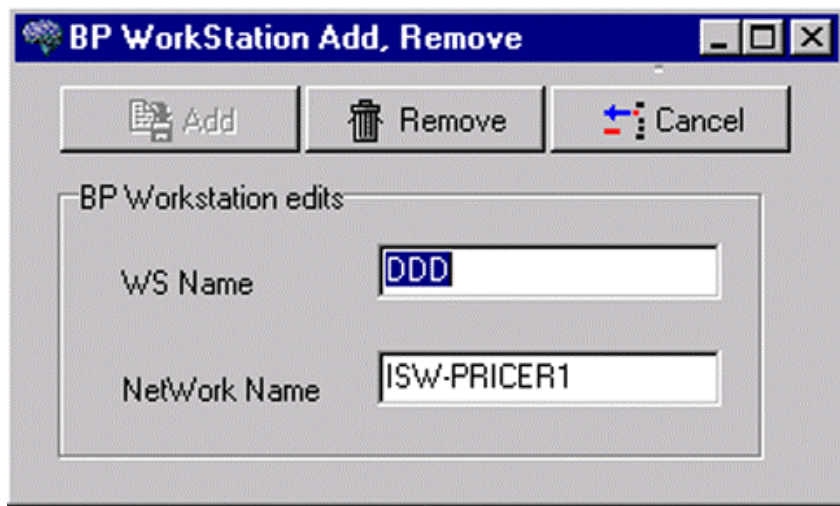 BP WorkStation Add, Remove
Add Remove Cancel
BP Workstation edits
WS Name DDD
NetWork Name ISW-PRICER1